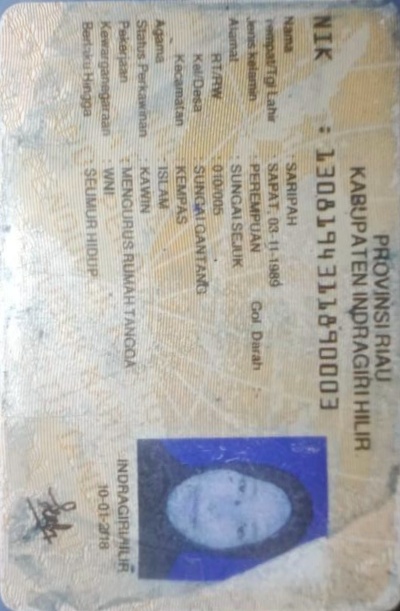 PROVINSI RIAU
KABUPATEN INDRAGIRI HILIR
NIK : 1308194311890003
Nama : SARIPAH
Tempat/Tgl Lahir : SAPAT, 03-11-1989
Jenis kelamin : PEREMPUAN Gol. Darah : -
Alamat : SUNGAI SEJUK
RT/RW : 010/005
Kel/Desa : SUNGAI GANTANG
Kecamatan : KEMPAS
Agama : ISLAM
Status Perkawinan : KAWIN
Pekerjaan : MENGURUS RUMAH TANGGA
Kewarganegaraan : WNI
Berlaku Hingga : SEUMUR HIDUP
INDRAGIRI HILIR
10-01-2018